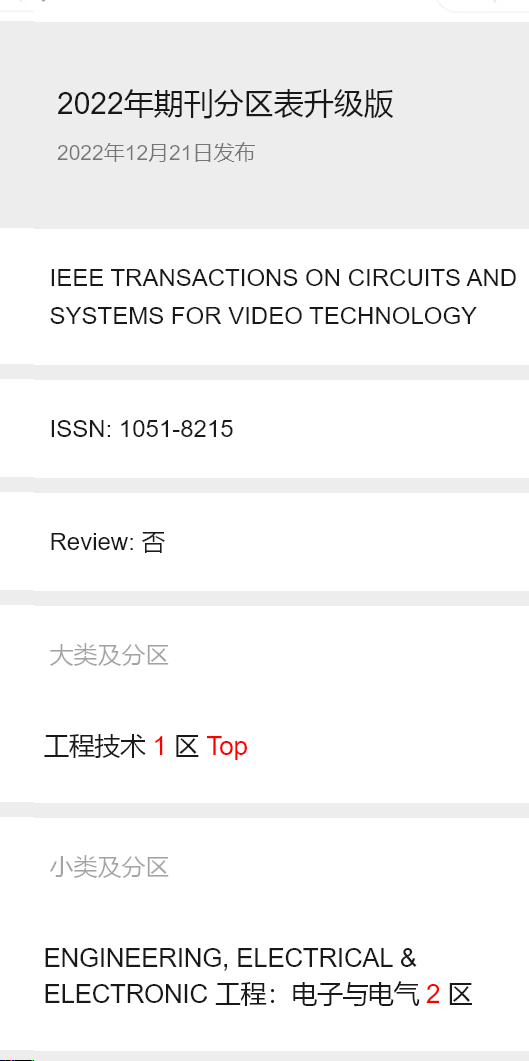 2022年期刊分区表升级版
2022年12月21日发布
IEEE TRANSACTIONS ON CIRCUITS AND
SYSTEMS FOR VIDEO TECHNOLOGY
ISSN: 1051-8215
Review: 否
大类及分区
工程技术 1 区 Top
小类及分区
ENGINEERING, ELECTRICAL &
ELECTRONIC 工程：电子与电气 2 区